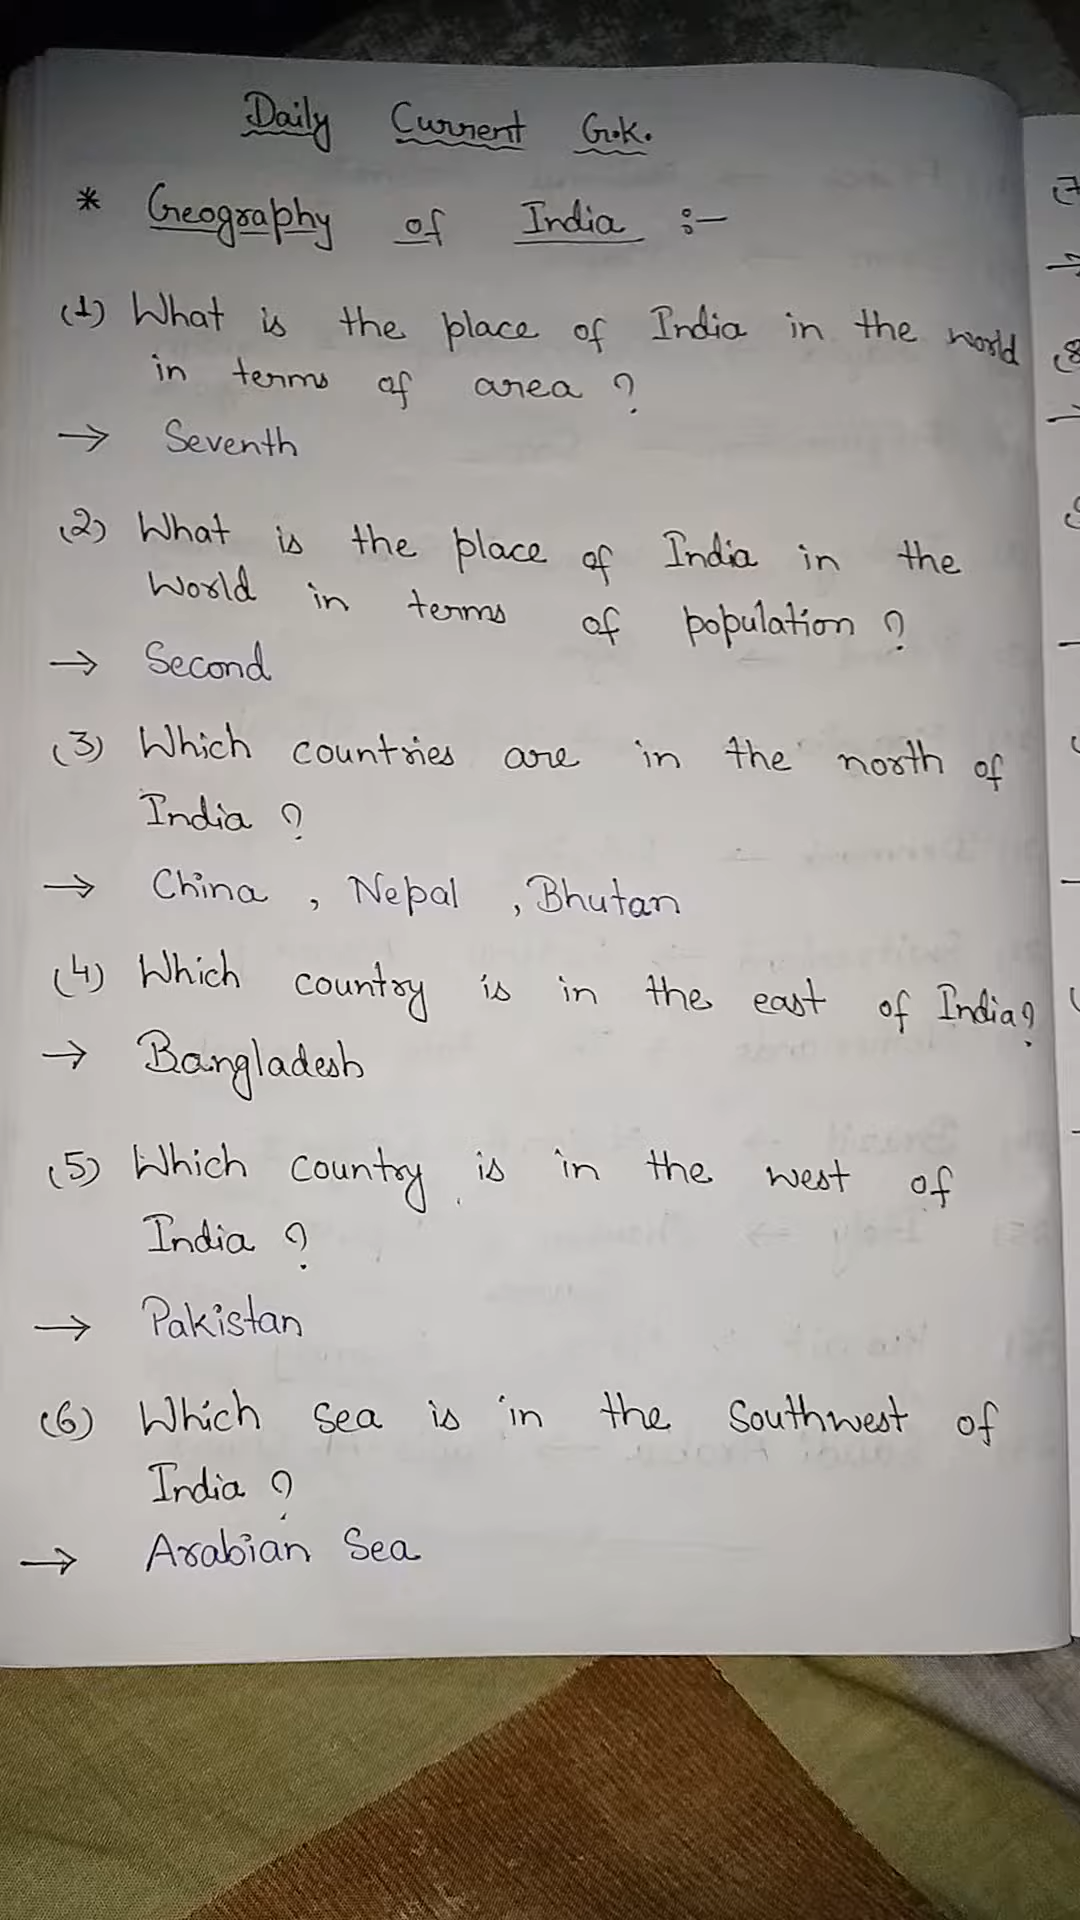 Daily Current G.K.
* Geography of India :-
(1) What is the place of India in the world
in terms of area ?
→ Seventh
(2) What is the place of India in the
World in terms of population ?
→ Second
(3) Which countries are in the north of
India ?
→ China , Nepal , Bhutan
(4) Which country is in the east of India?
→ Bangladesh
(5) Which country is in the west of
India ?
→ Pakistan
(6) Which sea is in the Southwest of
India ?
→ Arabian Sea